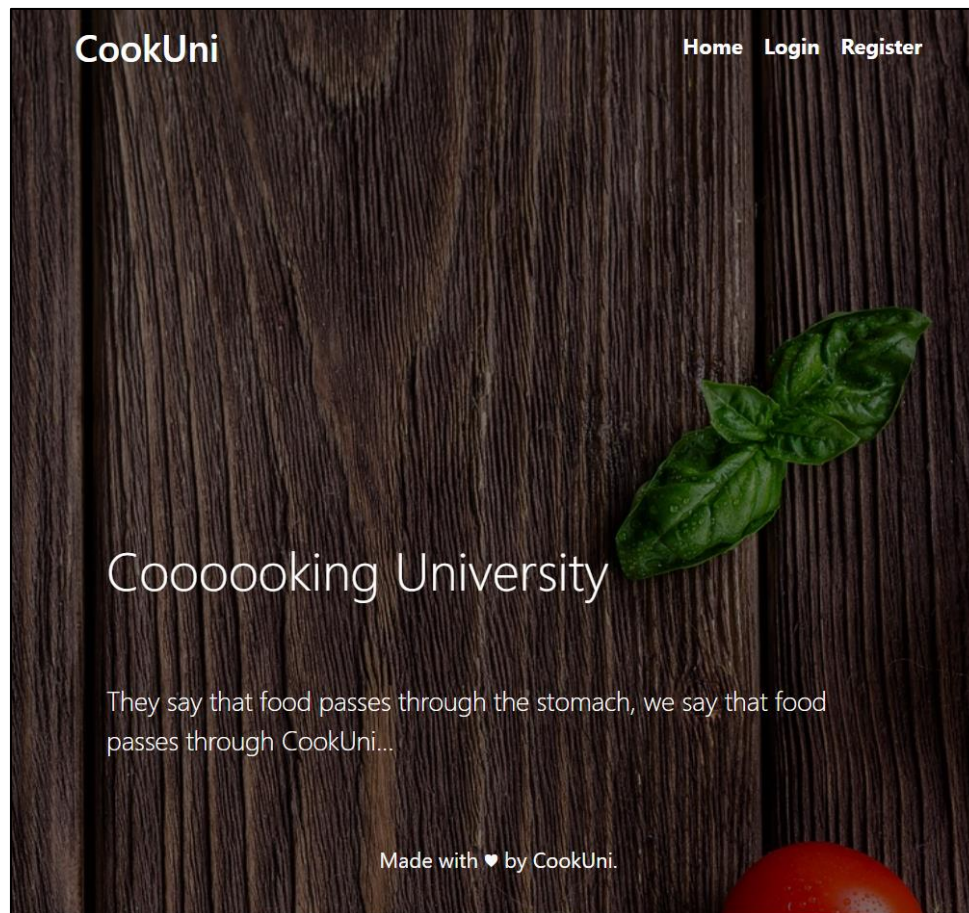 CookUni
Home Login Register
Coooooking University
They say that food passes through the stomach, we say that food
passes through CookUni...
Made with ♥ by CookUni.